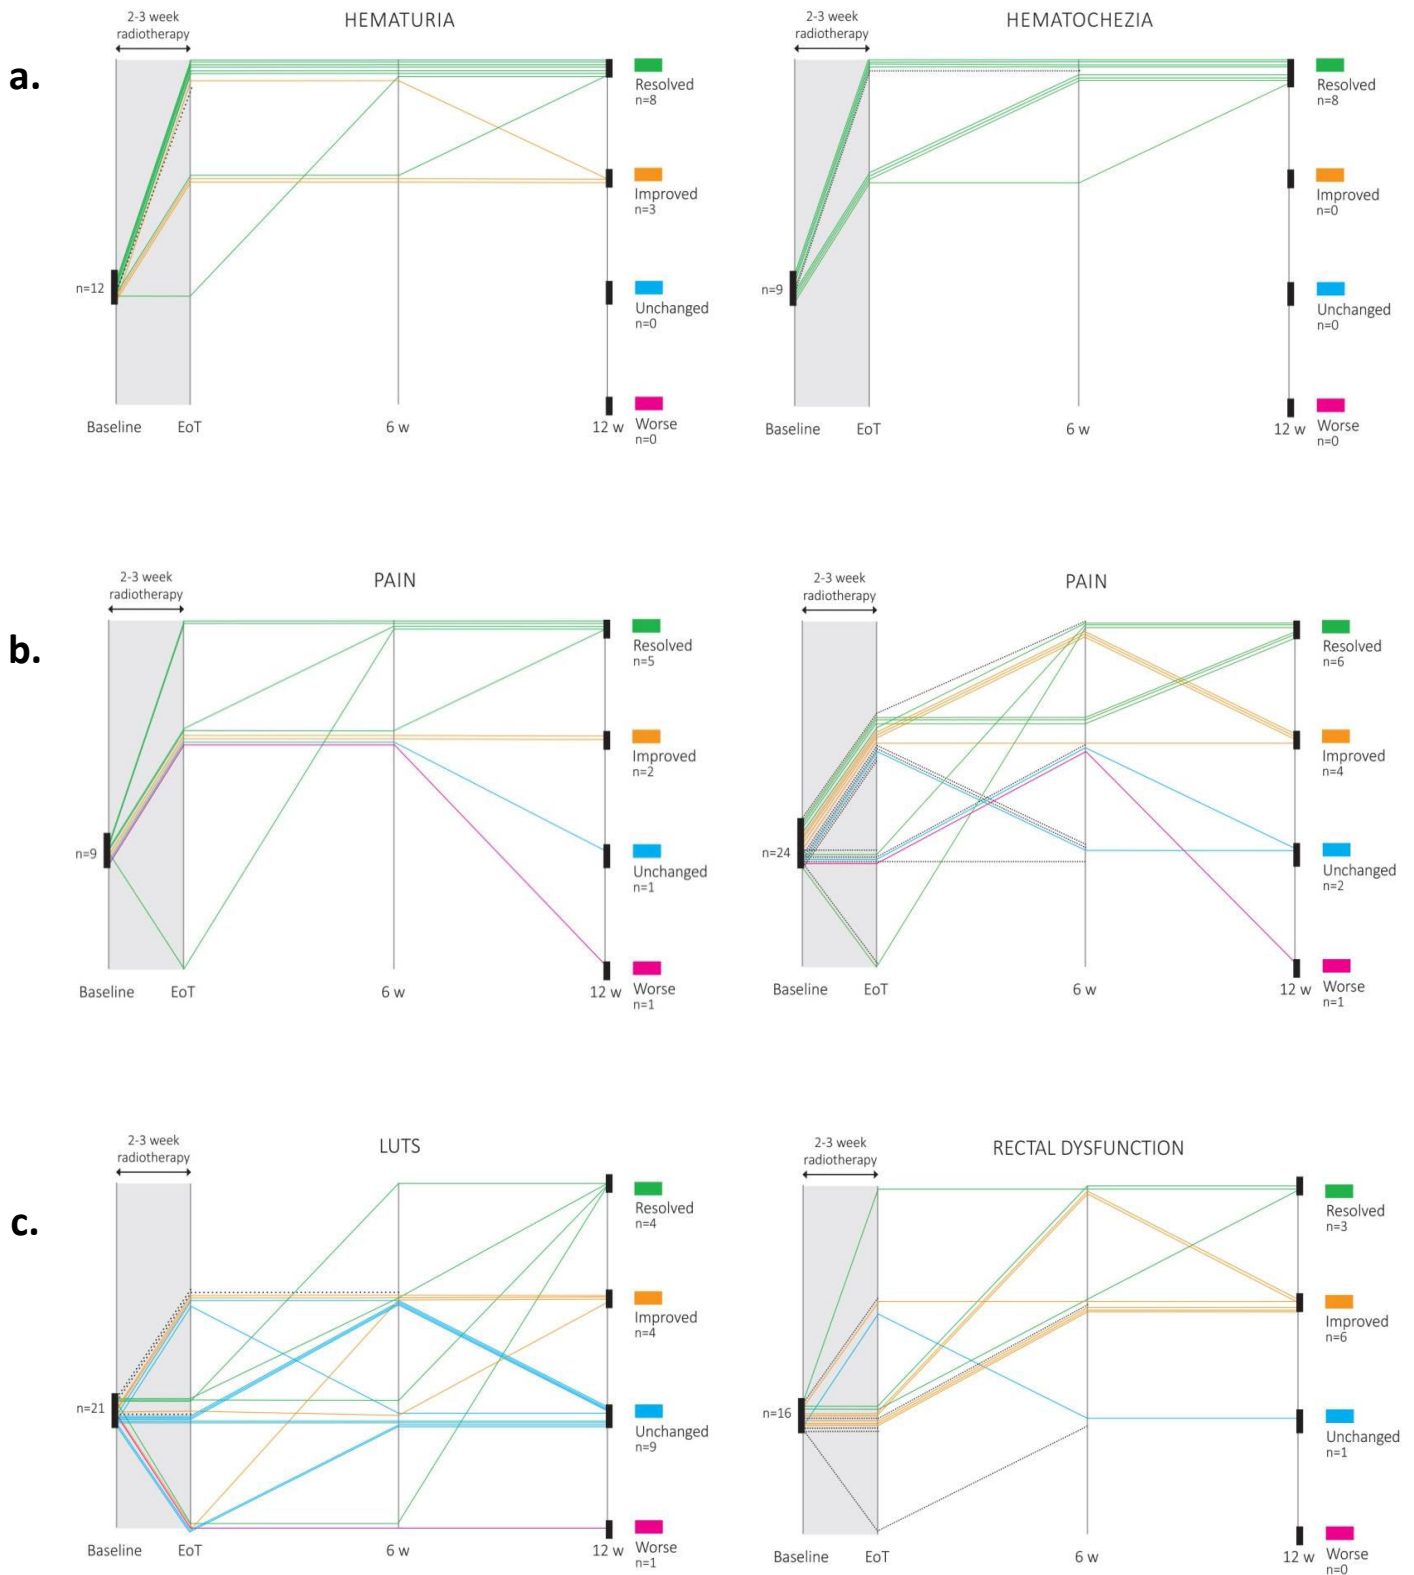 a.
2-3 week
radiotherapy
HEMATURIA
Resolved
n=8
Improved
n=3
n=12
Unchanged
n=0
Baseline
EoT
6 w
12 w
Worse
n=0
2-3 week
radiotherapy
HEMATOCHEZIA
Resolved
n=8
Improved
n=0
n=9
Unchanged
n=0
Baseline
EoT
6 w
12 w
Worse
n=0
b.
2-3 week
radiotherapy
PAIN
Resolved
n=5
Improved
n=2
n=9
Unchanged
n=1
Baseline
EoT
6 w
12 w
Worse
n=1
2-3 week
radiotherapy
PAIN
Resolved
n=6
Improved
n=4
n=24
Unchanged
n=2
Baseline
EoT
6 w
12 w
Worse
n=1
c.
2-3 week
radiotherapy
LUTS
Resolved
n=4
Improved
n=4
n=21
Unchanged
n=9
Baseline
EoT
6 w
12 w
Worse
n=1
2-3 week
radiotherapy
RECTAL DYSFUNCTION
Resolved
n=3
Improved
n=6
n=16
Unchanged
n=1
Baseline
EoT
6 w
12 w
Worse
n=0